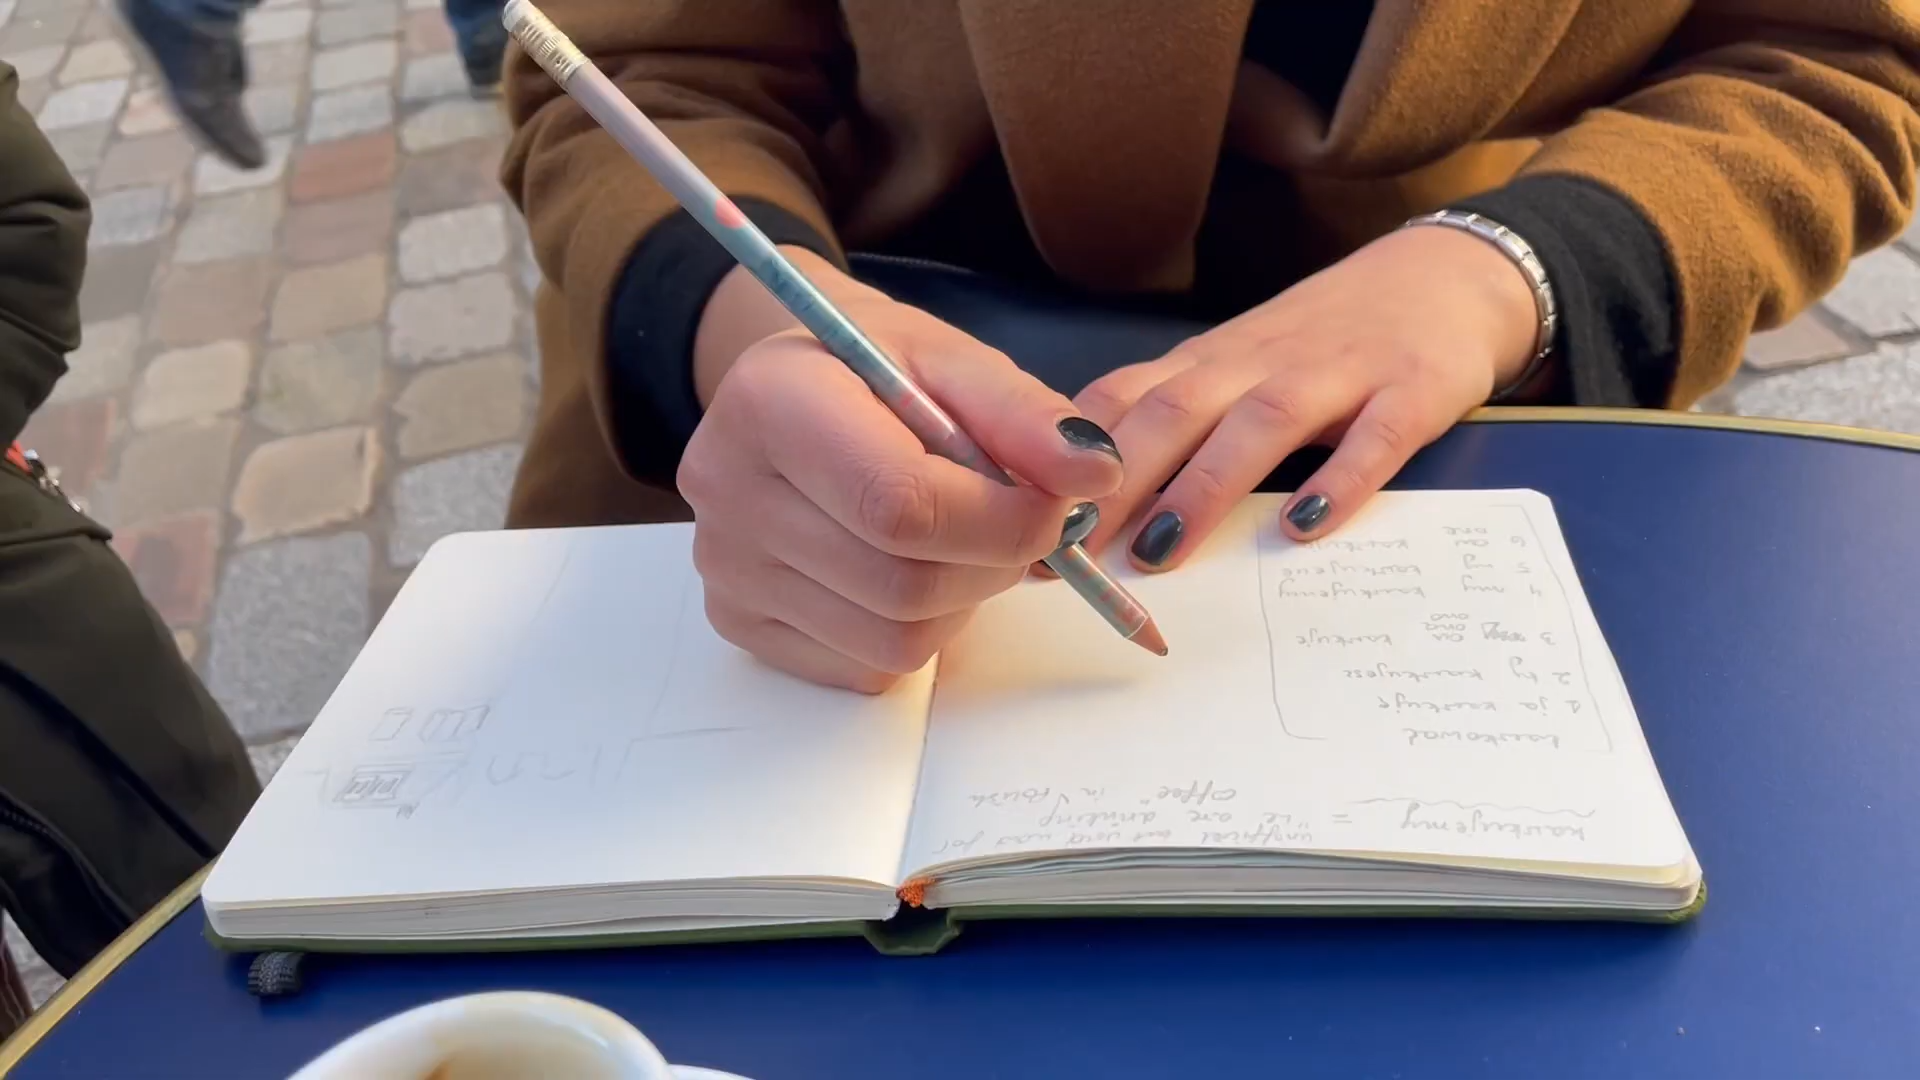 unofficial but used for
kawkujemy = "we are drinking
coffee" in Polish
kawkować
1 ja kawkuję
2 ty kawkujesz
3 on kawkuje
ona
ono
4 my kawkujemy
5 wy kawkujecie
6 oni kawkują
one